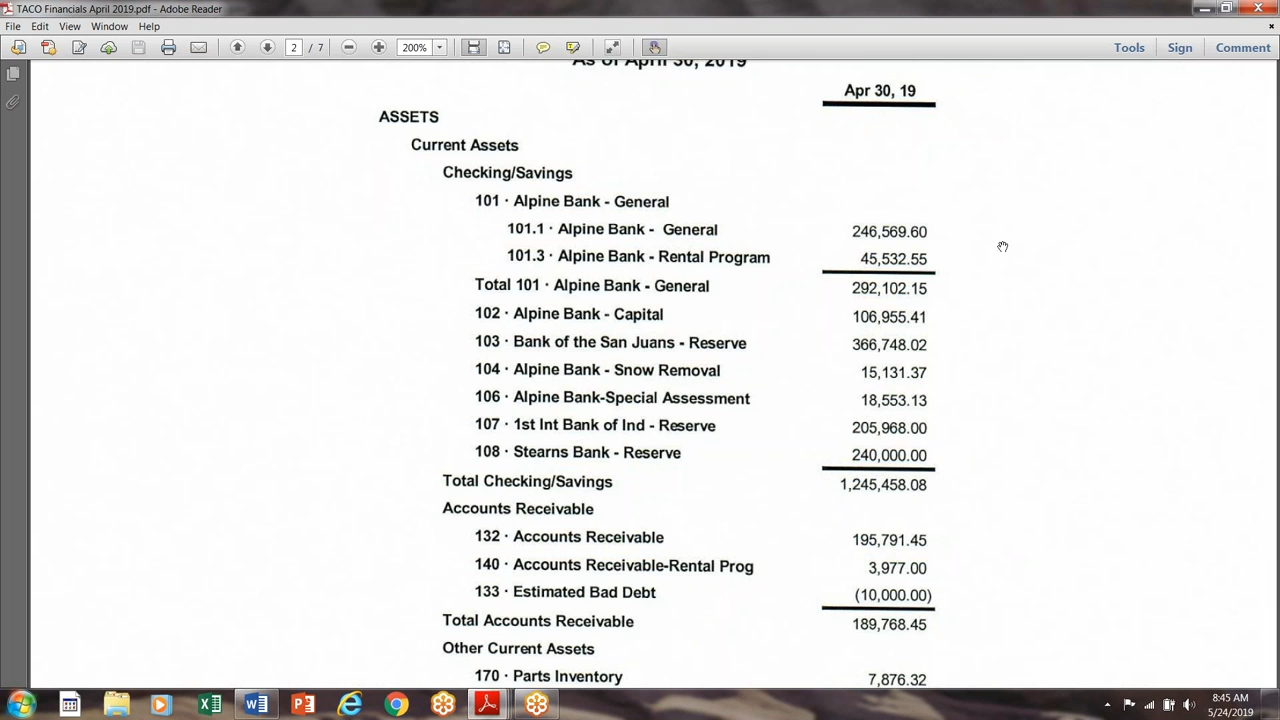 TACO Financials April 2019.pdf - Adobe Reader
File Edit View Window Help
2 / 7 200% Tools Sign Comment
As of April 30, 2019
Apr 30, 19
ASSETS
Current Assets
Checking/Savings
101 · Alpine Bank - General
101.1 · Alpine Bank - General 246,569.60
101.3 · Alpine Bank - Rental Program 45,532.55
Total 101 · Alpine Bank - General 292,102.15
102 · Alpine Bank - Capital 106,955.41
103 · Bank of the San Juans - Reserve 366,748.02
104 · Alpine Bank - Snow Removal 15,131.37
106 · Alpine Bank-Special Assessment 18,553.13
107 · 1st Int Bank of Ind - Reserve 205,968.00
108 · Stearns Bank - Reserve 240,000.00
Total Checking/Savings 1,245,458.08
Accounts Receivable
132 · Accounts Receivable 195,791.45
140 · Accounts Receivable-Rental Prog 3,977.00
133 · Estimated Bad Debt (10,000.00)
Total Accounts Receivable 189,768.45
Other Current Assets
170 · Parts Inventory 7,876.32
8:45 AM
5/24/2019